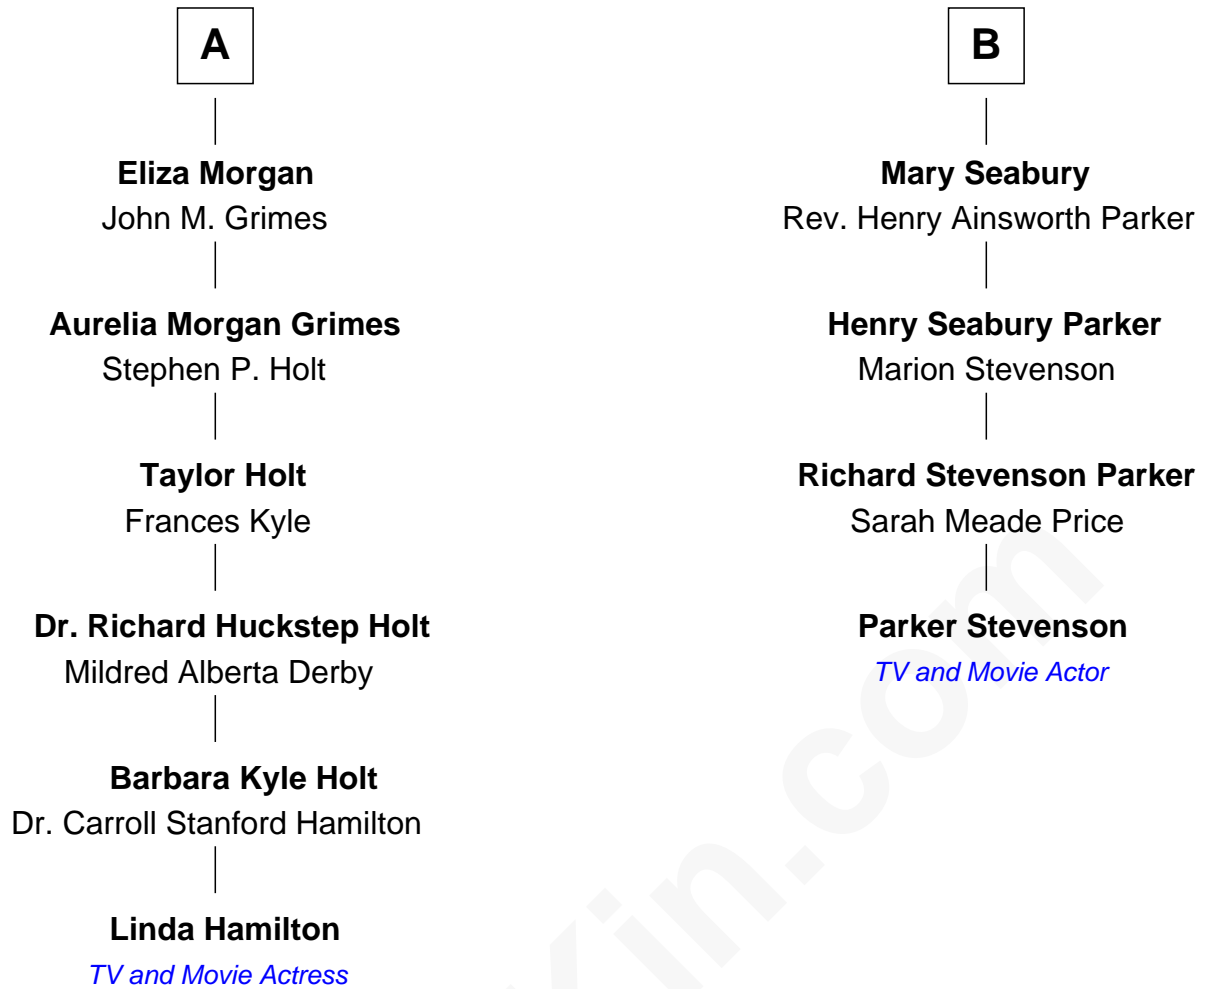 A
Eliza Morgan
John M. Grimes
Aurelia Morgan Grimes
Stephen P. Holt
Taylor Holt
Frances Kyle
Dr. Richard Huckstep Holt
Mildred Alberta Derby
Barbara Kyle Holt
Dr. Carroll Stanford Hamilton
Linda Hamilton
TV and Movie Actress
B
Mary Seabury
Rev. Henry Ainsworth Parker
Henry Seabury Parker
Marion Stevenson
Richard Stevenson Parker
Sarah Meade Price
Parker Stevenson
TV and Movie Actor